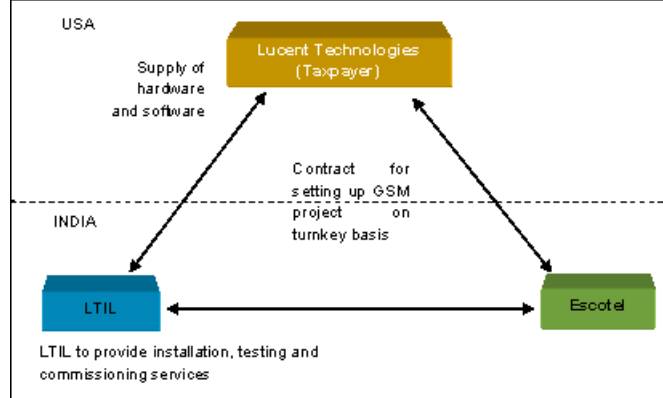 USA
Lucent Technologies
(Taxpayer)
Supply of
hardware
and software
Contract for
setting up GSM
project on
turnkey basis
INDIA
LTIL
Escotel
LTIL to provide installation, testing and
commissioning services